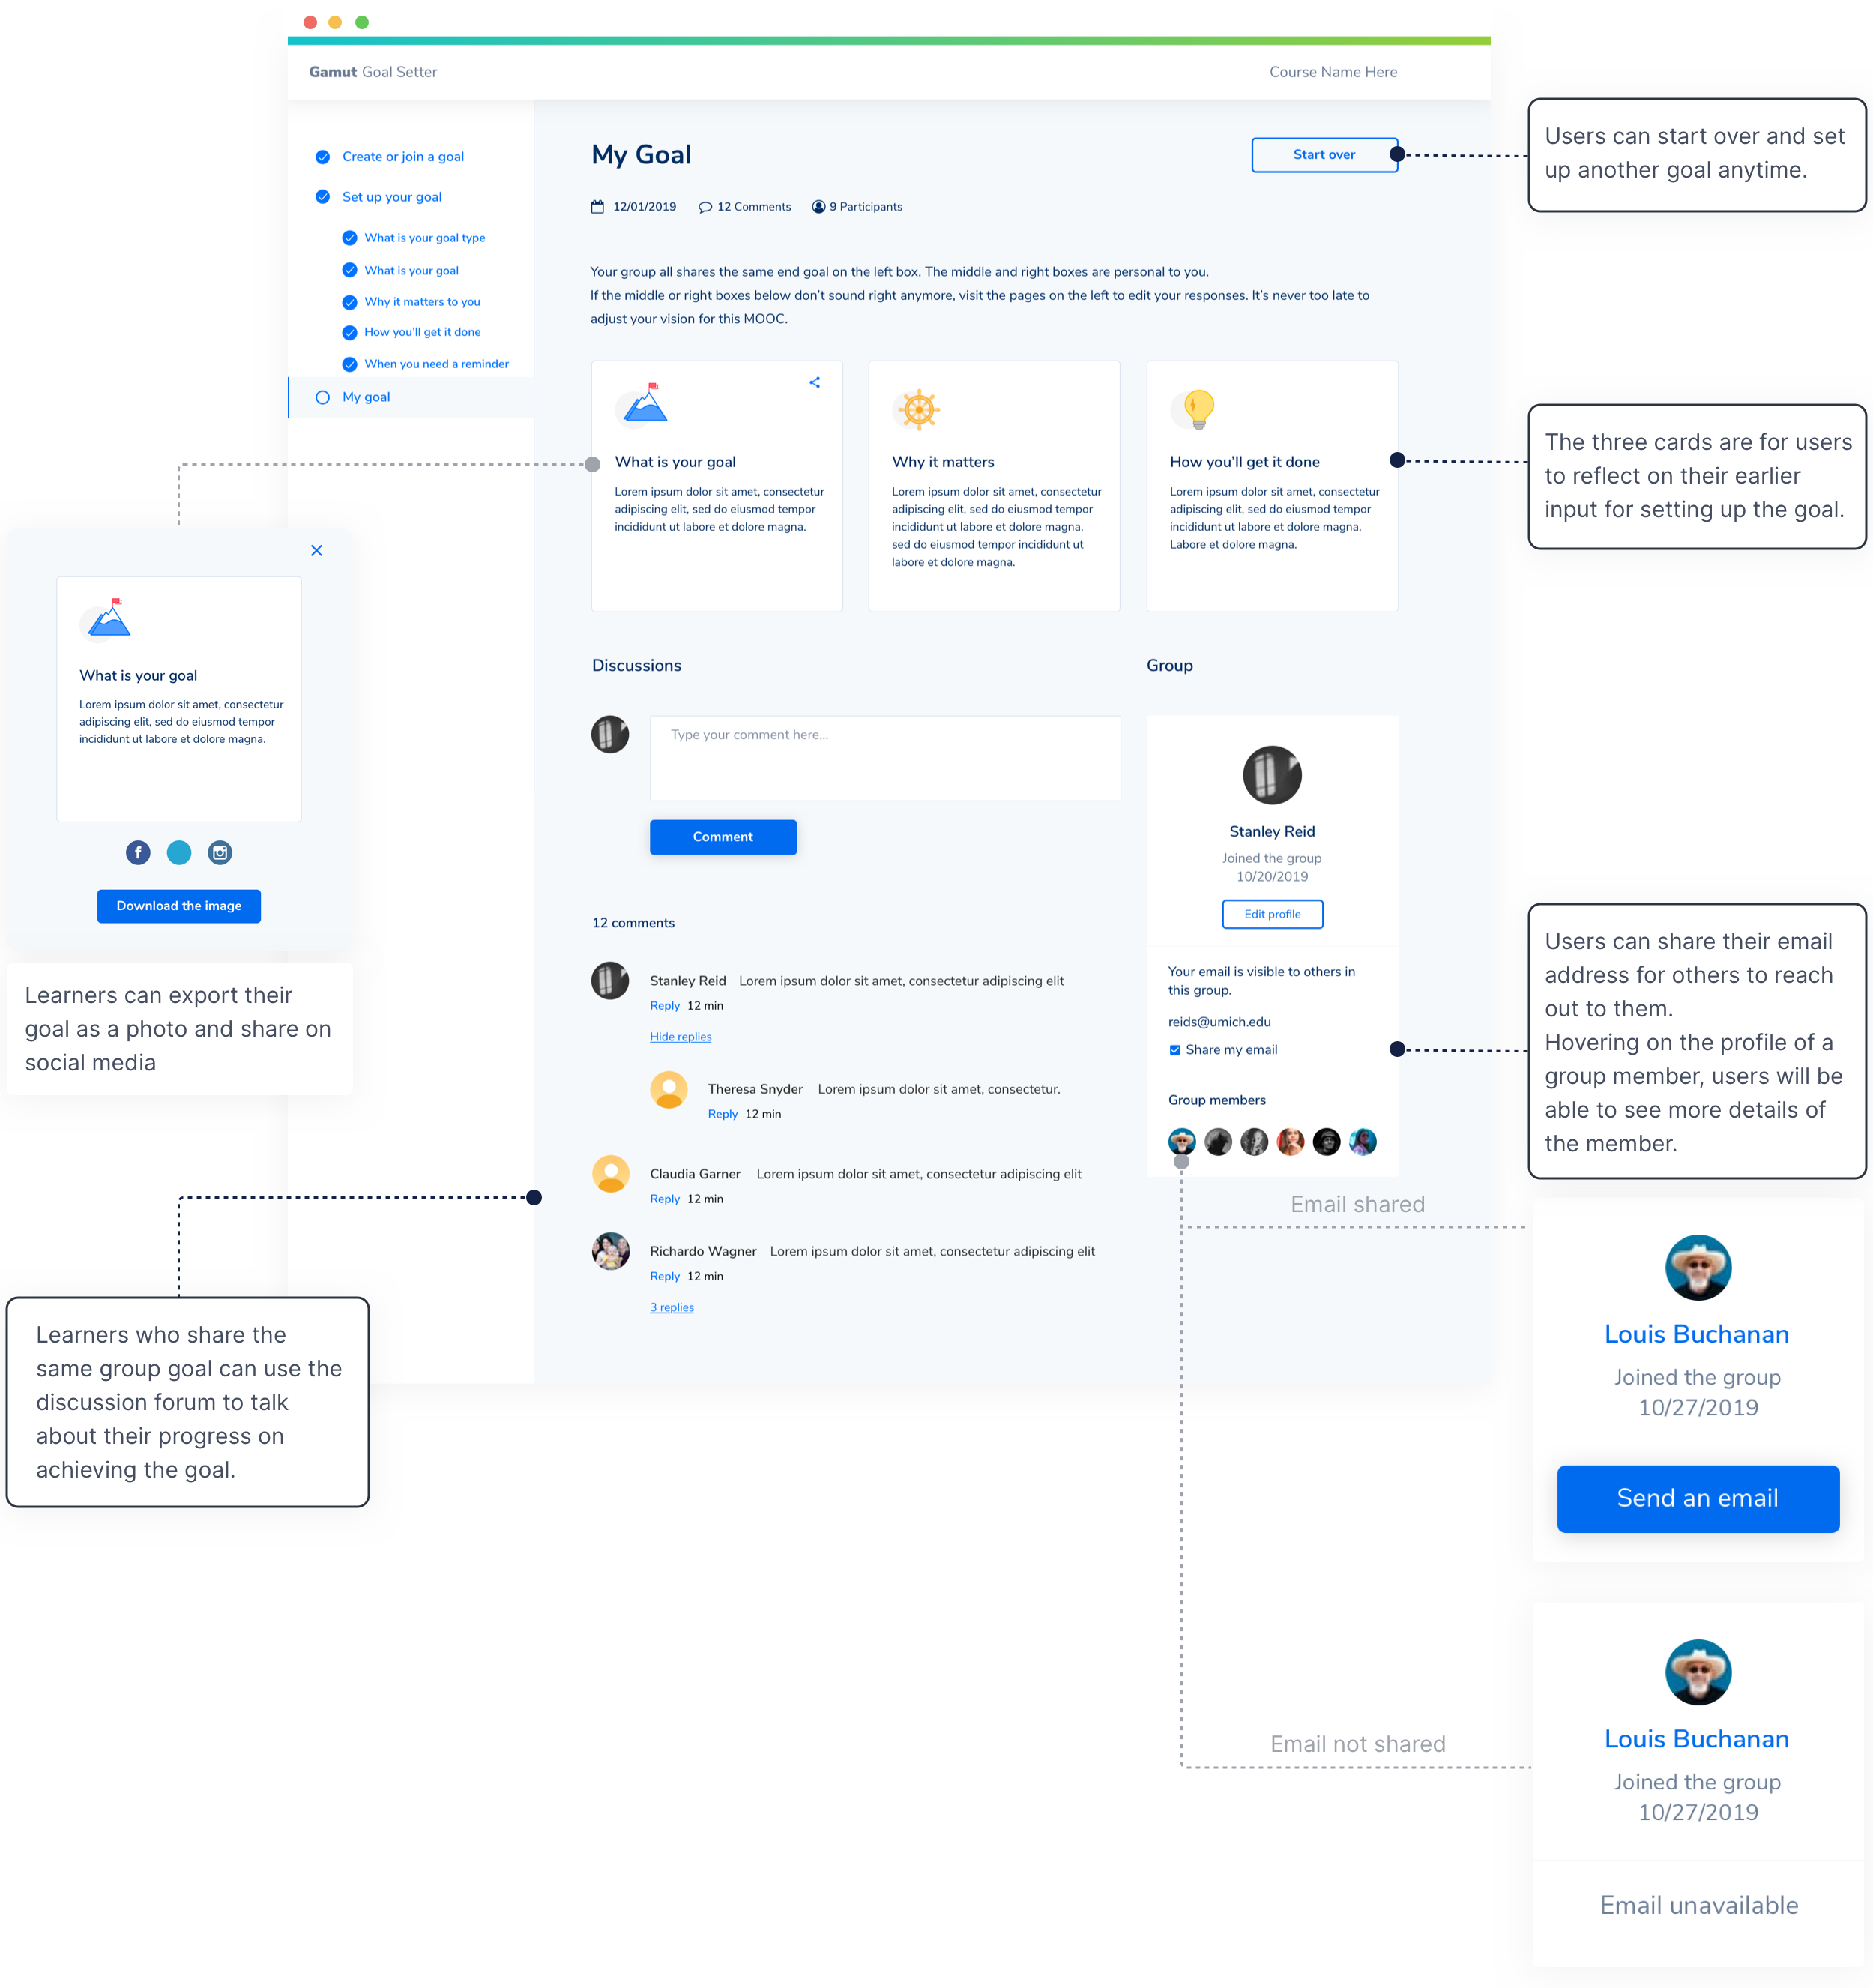 Gamut Goal Setter
Course Name Here
Create or join a goal
Set up your goal
What is your goal type
What is your goal
Why it matters to you
How you'll get it done
When you need a reminder
My goal
My Goal
Start over
12/01/2019 12 Comments 9 Participants
Your group all shares the same end goal on the left box. The middle and right boxes are personal to you.
If the middle or right boxes below don't sound right anymore, visit the pages on the left to edit your responses. It's never too late to
adjust your vision for this MOOC.
What is your goal
Lorem ipsum dolor sit amet, consectetur
adipiscing elit, sed do eiusmod tempor
incididunt ut labore et dolore magna.
Why it matters
Lorem ipsum dolor sit amet, consectetur
adipiscing elit, sed do eiusmod tempor
incididunt ut labore et dolore magna.
sed do eiusmod tempor incididunt ut
labore et dolore magna.
How you'll get it done
Lorem ipsum dolor sit amet, consectetur
adipiscing elit, sed do eiusmod tempor
incididunt ut labore et dolore magna.
Labore et dolore magna.
Discussions
Type your comment here...
Comment
12 comments
Stanley Reid Lorem ipsum dolor sit amet, consectetur adipiscing elit
Reply 12 min
Hide replies
Theresa Snyder Lorem ipsum dolor sit amet, consectetur.
Reply 12 min
Claudia Garner Lorem ipsum dolor sit amet, consectetur adipiscing elit
Reply 12 min
Richardo Wagner Lorem ipsum dolor sit amet, consectetur adipiscing elit
Reply 12 min
3 replies
Group
Stanley Reid
Joined the group
10/20/2019
Edit profile
Your email is visible to others in
this group.
reids@umich.edu
Share my email
Group members
What is your goal
Lorem ipsum dolor sit amet, consectetur
adipiscing elit, sed do eiusmod tempor
incididunt ut labore et dolore magna.
Download the image
Learners can export their
goal as a photo and share on
social media
Learners who share the
same group goal can use the
discussion forum to talk
about their progress on
achieving the goal.
Users can start over and set
up another goal anytime.
The three cards are for users
to reflect on their earlier
input for setting up the goal.
Users can share their email
address for others to reach
out to them.
Hovering on the profile of a
group member, users will be
able to see more details of
the member.
Email shared
Louis Buchanan
Joined the group
10/27/2019
Send an email
Email not shared
Louis Buchanan
Joined the group
10/27/2019
Email unavailable